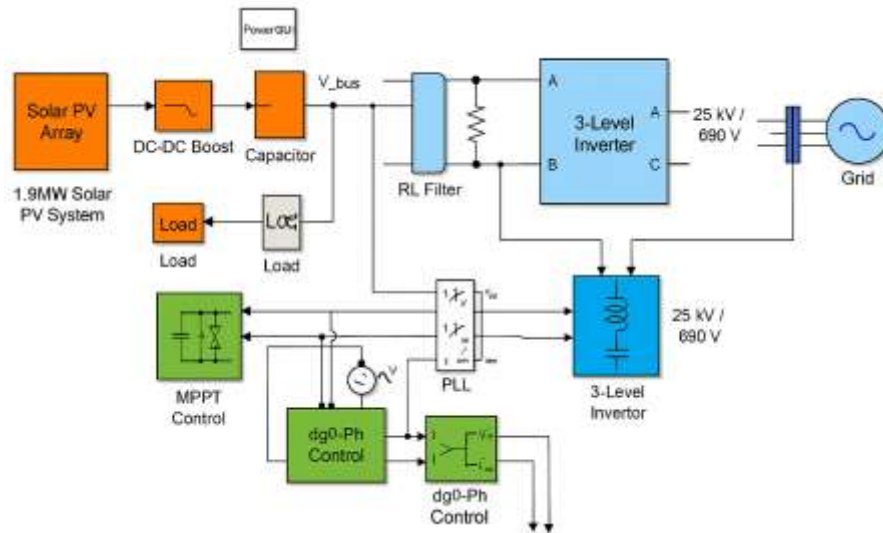 PowerGUI
V_bus
Solar PV
Array
DC-DC Boost
Capacitor
RL Filter
A
B
3-Level
Inverter
A
C
25 kV /
690 V
Grid
1.9MW Solar
PV System
Load
Load
Load
MPPT
Control
PLL
25 kV /
690 V
3-Level
Invertor
dg0-Ph
Control
dg0-Ph
Control